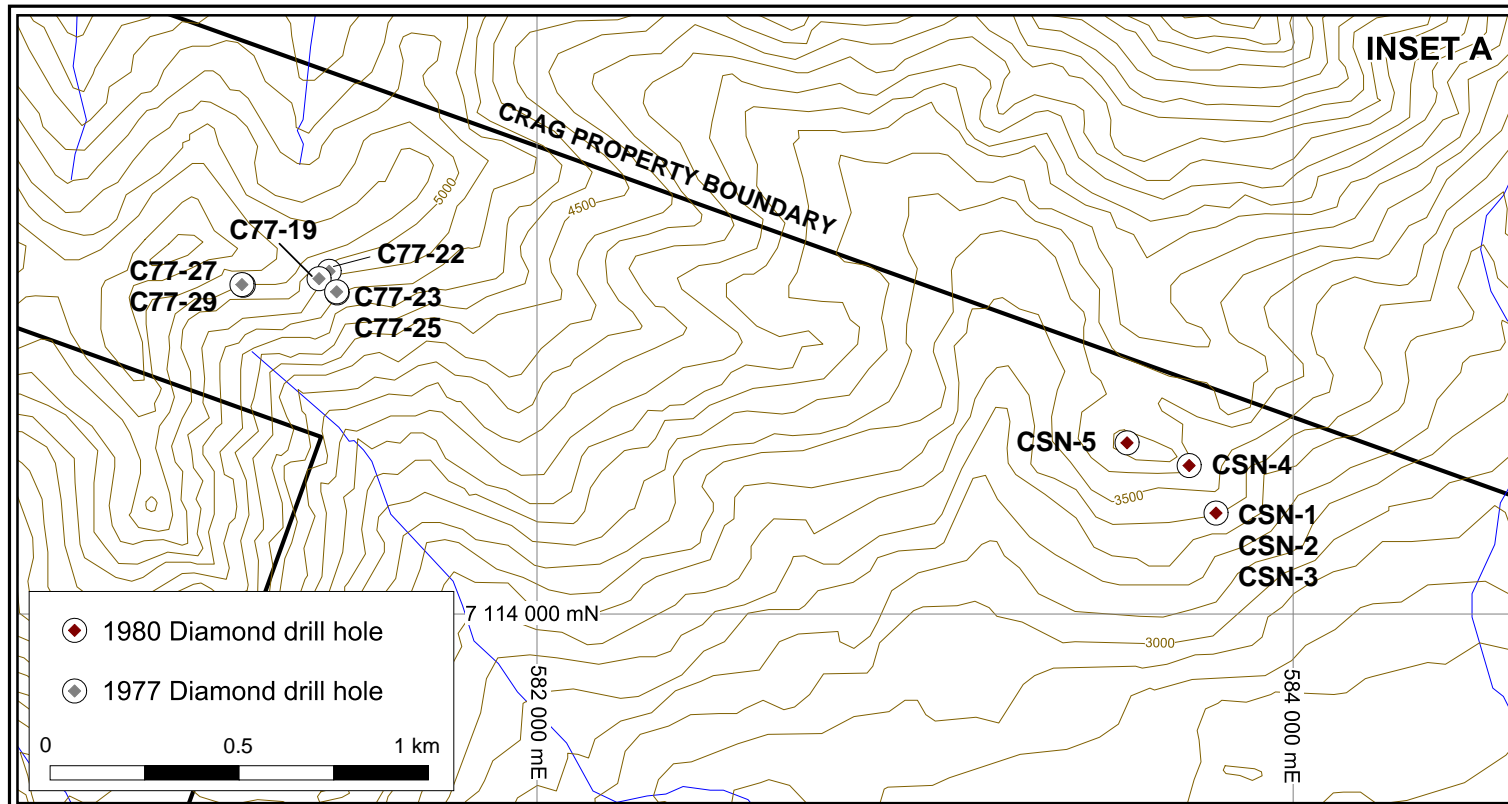 INSET A
CRAG PROPERTY BOUNDARY
5000
4500
C77-19
C77-22
C77-27
C77-29
C77-23
C77-25
CSN-5
CSN-4
3500
CSN-1
CSN-2
CSN-3
7 114 000 mN
3000
582 000 mE
584 000 mE
1980 Diamond drill hole
1977 Diamond drill hole
0 0.5 1 km